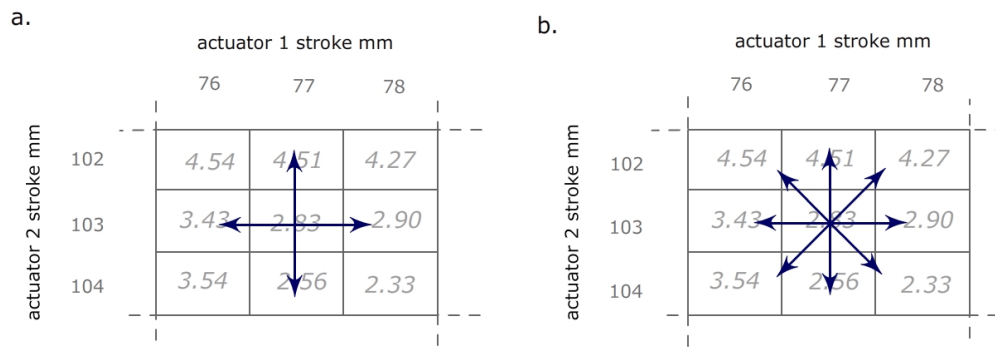 a.
actuator 1 stroke mm
76 77 78
actuator 2 stroke mm
102 4.54 4.51 4.27
103 3.43 2.83 2.90
104 3.54 2.56 2.33
b.
actuator 1 stroke mm
76 77 78
actuator 2 stroke mm
102 4.54 4.51 4.27
103 3.43 2.83 2.90
104 3.54 2.56 2.33